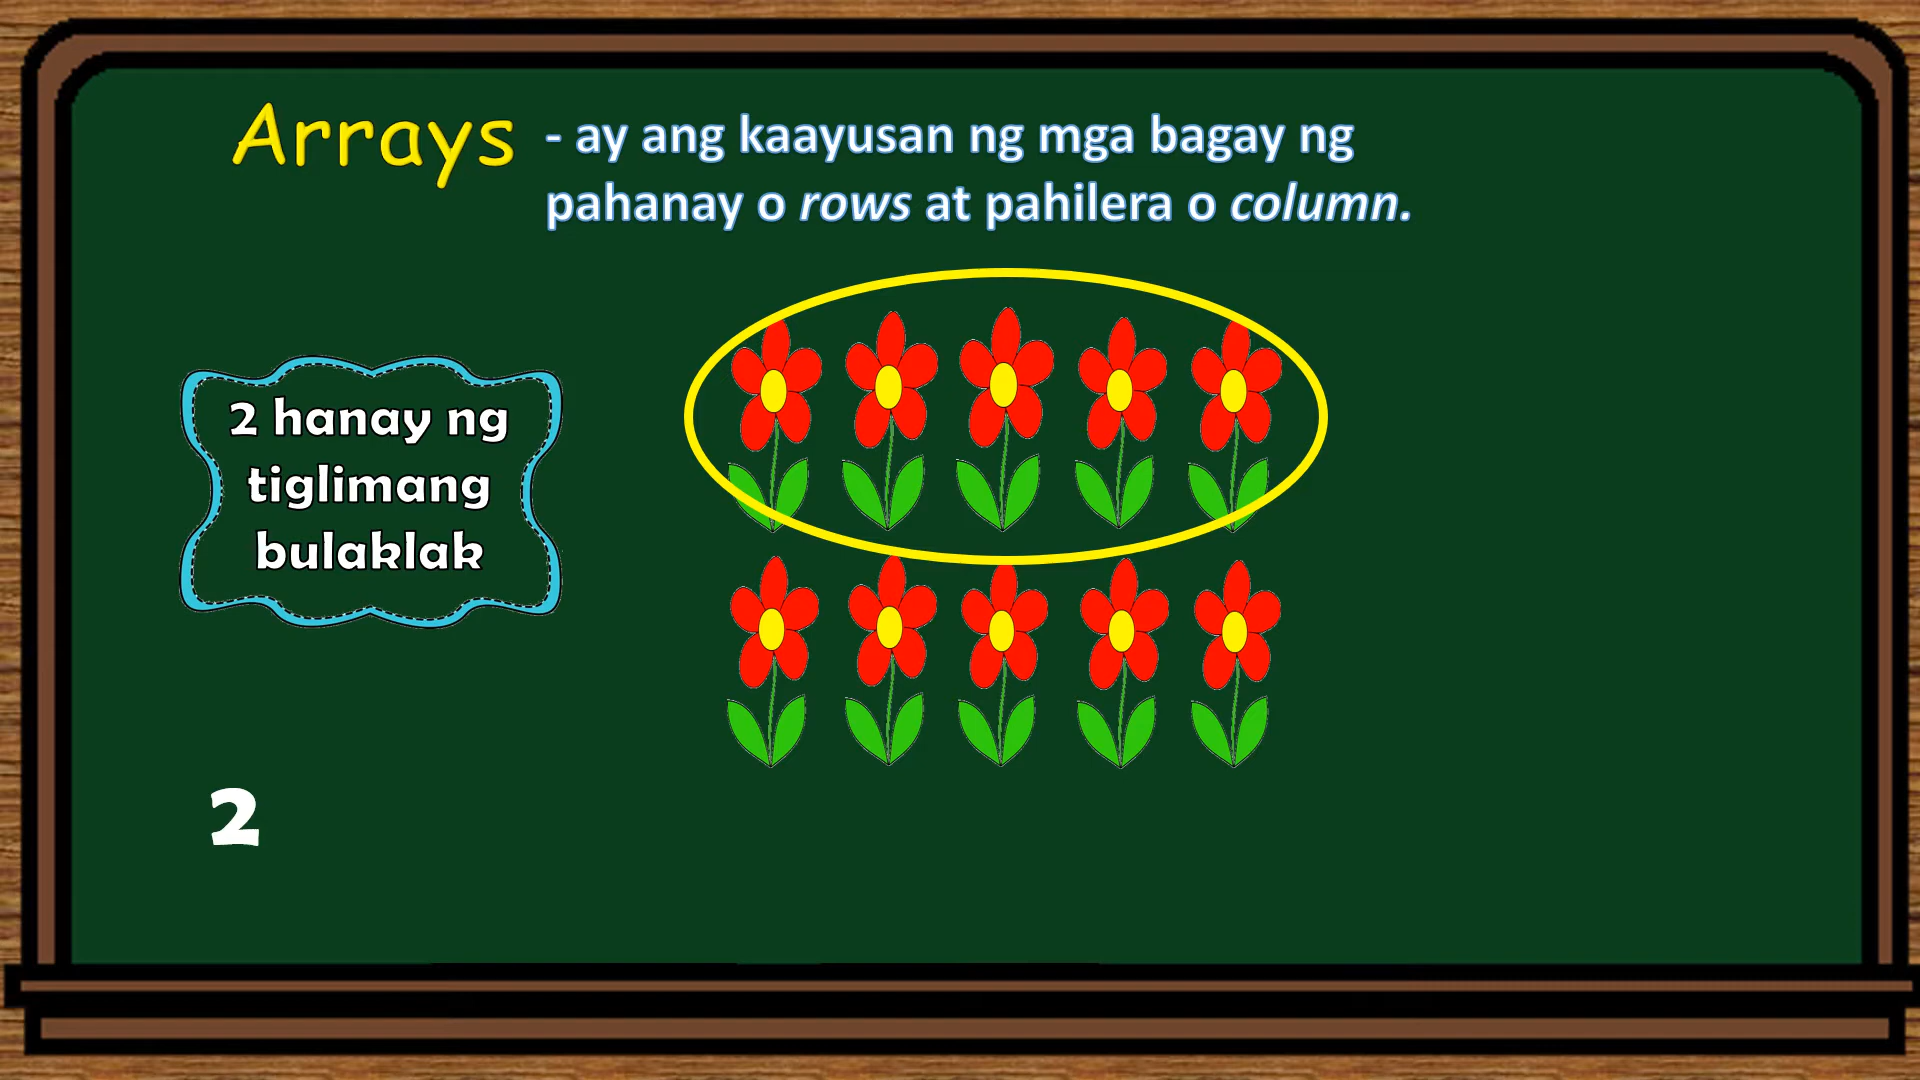 Arrays - ay ang kaayusan ng mga bagay ng
pahanay o rows at pahilera o column.
2 hanay ng
tiglimang
bulaklak
2